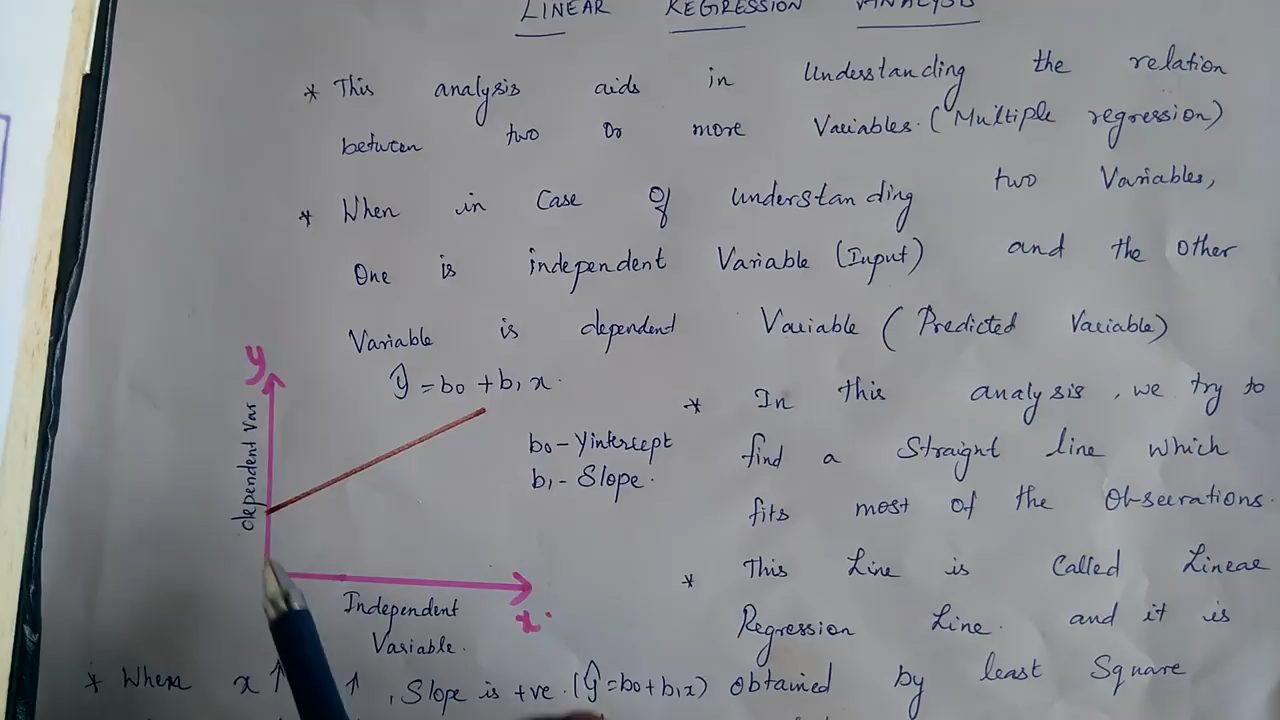 LINEAR REGRESSION ANALYSIS
* This analysis aids in Understanding the relation
between two or more Variables. (Multiple regression)
* When in Case of understanding two Variables,
One is independent Variable (Input) and the other
Variable is dependent Variable (Predicted Variable)
y
dependent Var
ŷ = b0 + b1 x.
b0 - Yintercept
b1 - Slope.
Independent
Variable.
x.
* In this analysis, we try to
find a Straight line which
fits most of the Observations.
* This Line is Called Linear
Regression Line. and it is
obtained by least Square
* When x ↑ ↑, Slope is +ve. (ŷ = b0 + b1 x)